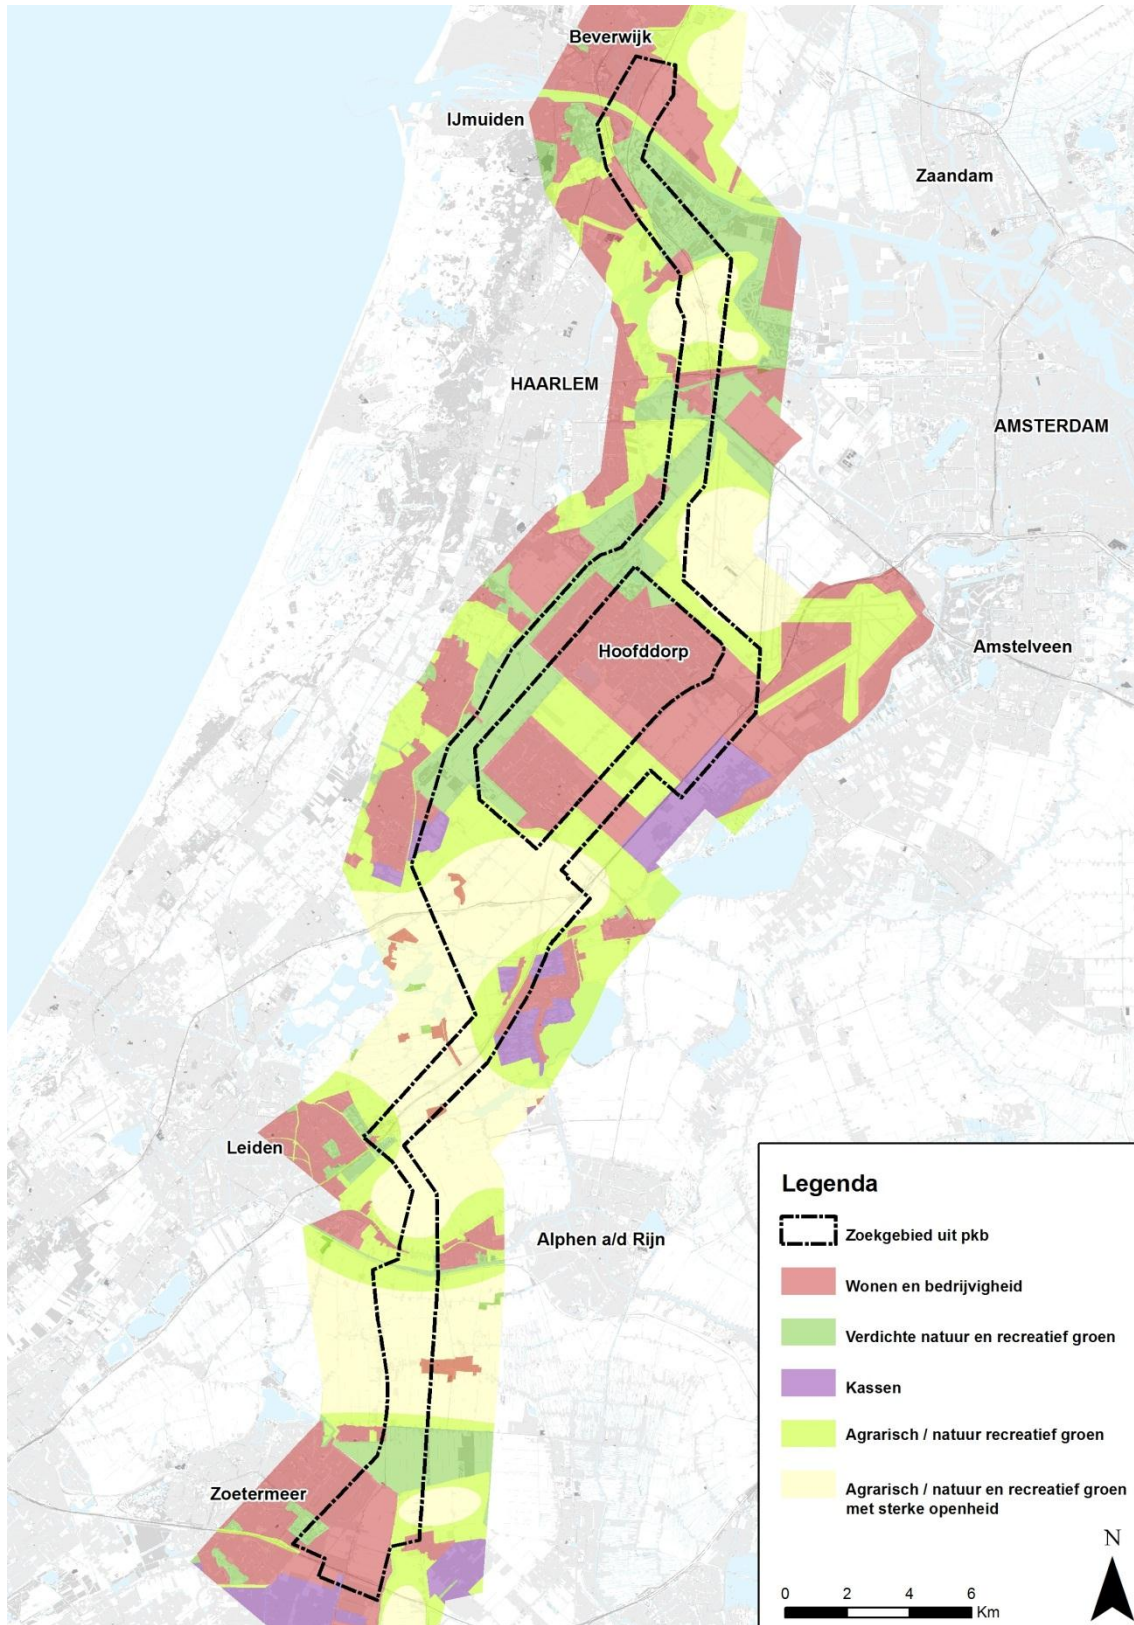 Beverwijk
IJmuiden
Zaandam
HAARLEM
AMSTERDAM
Hoofddorp
Amstelveen
Leiden
Alphen a/d Rijn
Zoetermeer
Legenda
Zoekgebied uit pkb
Wonen en bedrijvigheid
Verdichte natuur en recreatief groen
Kassen
Agrarisch / natuur recreatief groen
Agrarisch / natuur en recreatief groen
met sterke openheid
N
0 2 4 6
Km